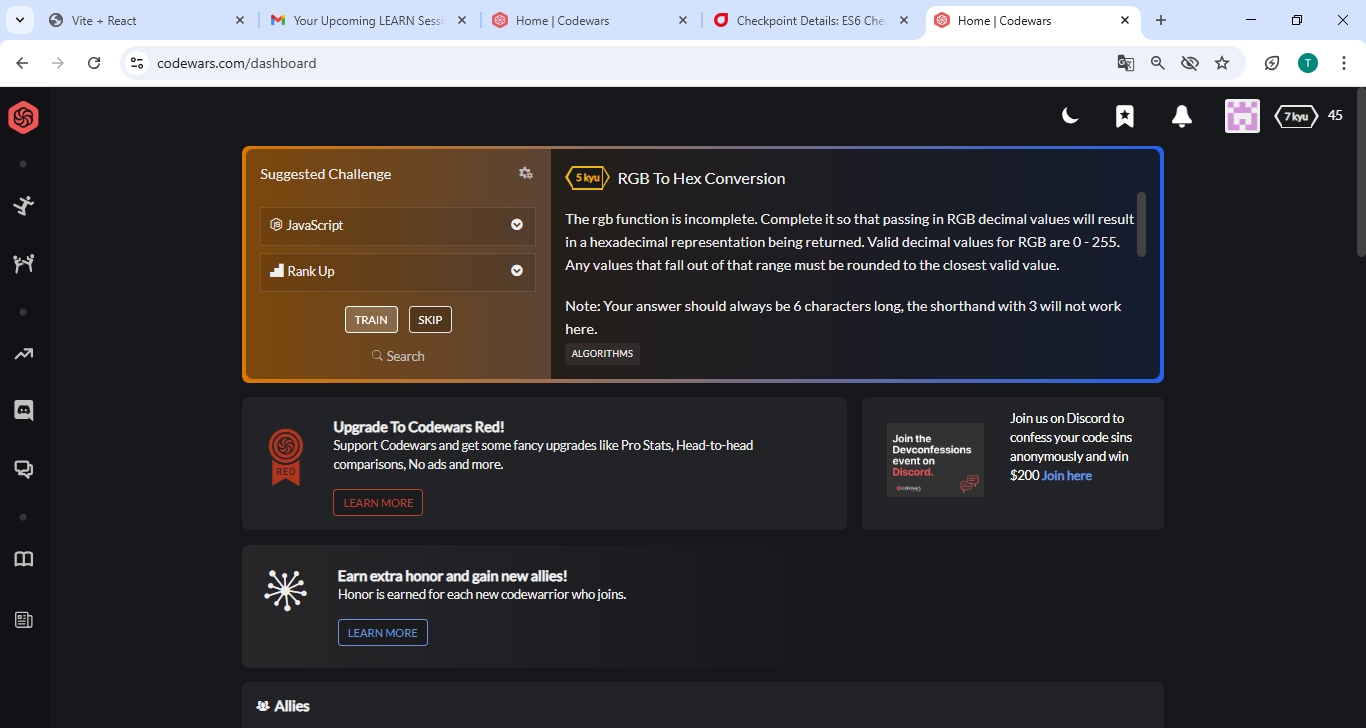 Vite + React
Your Upcoming LEARN Sessi
Home | Codewars
Checkpoint Details: ES6 Che
Home | Codewars
codewars.com/dashboard
T
7 kyu
45
Suggested Challenge
JavaScript
Rank Up
TRAIN
SKIP
Search
5 kyu
RGB To Hex Conversion
The rgb function is incomplete. Complete it so that passing in RGB decimal values will result
in a hexadecimal representation being returned. Valid decimal values for RGB are 0 - 255.
Any values that fall out of that range must be rounded to the closest valid value.
Note: Your answer should always be 6 characters long, the shorthand with 3 will not work
here.
ALGORITHMS
RED
Upgrade To Codewars Red!
Support Codewars and get some fancy upgrades like Pro Stats, Head-to-head
comparisons, No ads and more.
LEARN MORE
Join the
Devconfessions
event on
Discord.
codewars
Join us on Discord to
confess your code sins
anonymously and win
$200 Join here
Earn extra honor and gain new allies!
Honor is earned for each new codewarrior who joins.
LEARN MORE
Allies